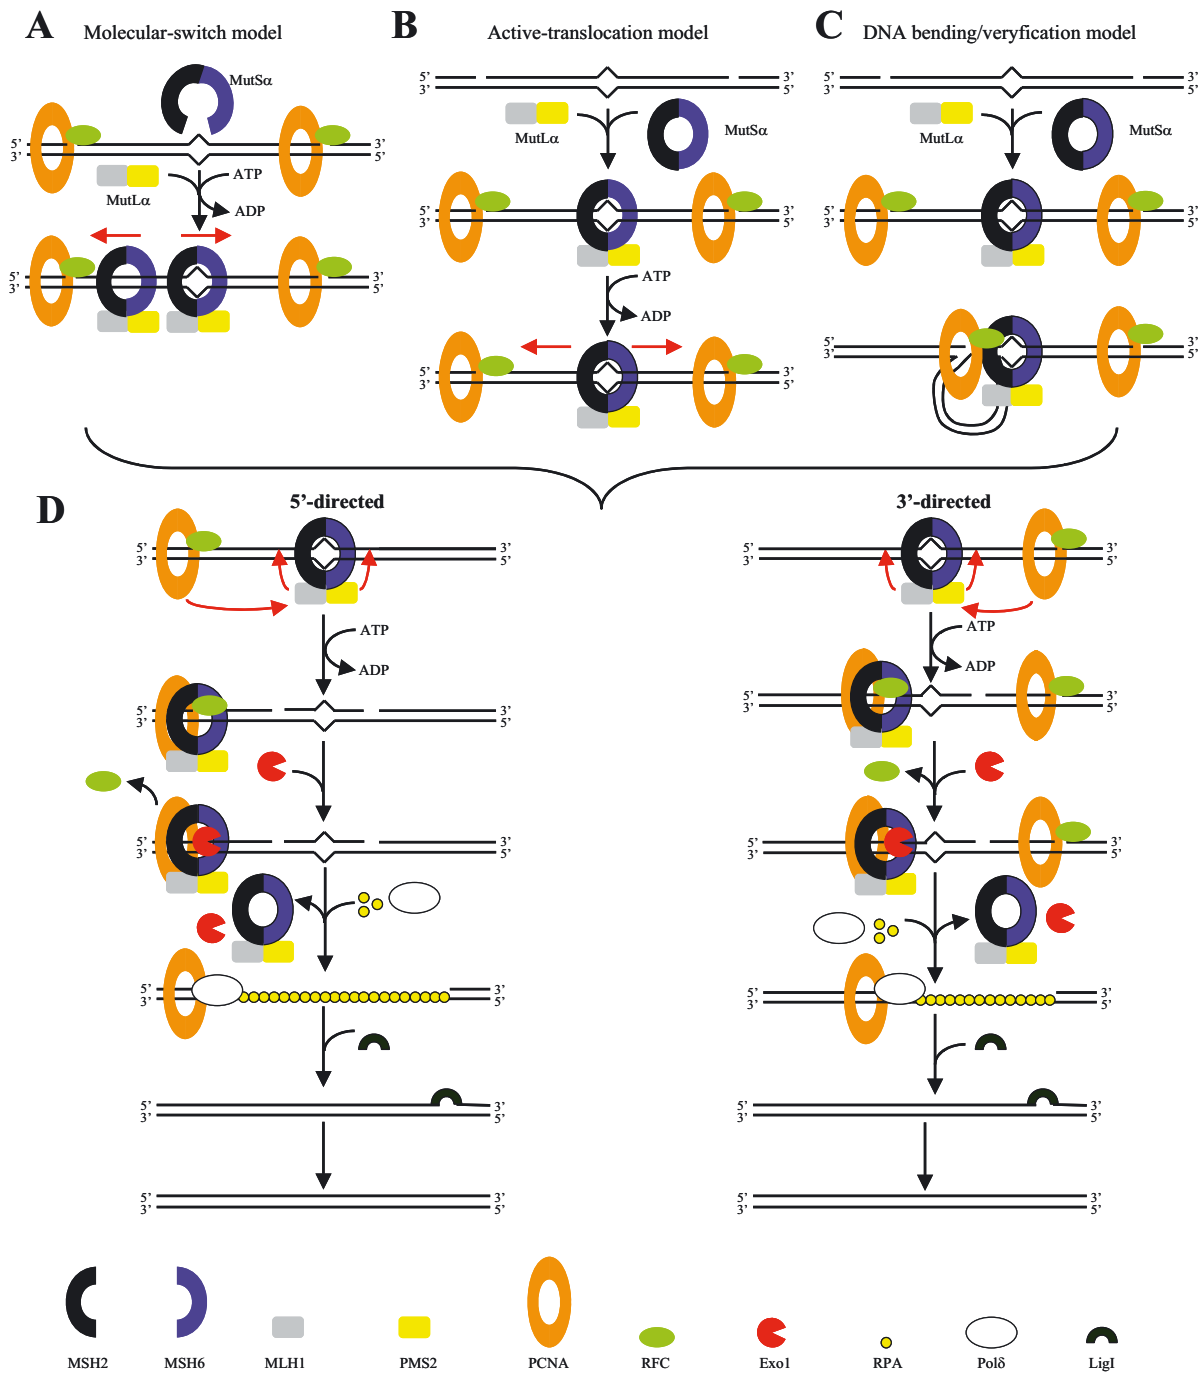 A Molecular-switch model
B Active-translocation model
C DNA bending/veryfication model
MutSα
5’ 3’
3’ 5’
MutLα
ATP
ADP
5’ 3’
3’ 5’
5’ 3’
3’ 5’
MutLα
MutSα
5’ 3’
3’ 5’
ATP
ADP
5’ 3’
3’ 5’
5’ 3’
3’ 5’
MutLα
MutSα
5’ 3’
3’ 5’
5’ 3’
3’ 5’
D
5’-directed
5’ 3’
3’ 5’
ATP
ADP
5’ 3’
3’ 5’
5’ 3’
3’ 5’
5’ 3’
3’ 5’
5’ 3’
3’ 5’
5’ 3’
3’ 5’
3’-directed
5’ 3’
3’ 5’
ATP
ADP
5’ 3’
3’ 5’
5’ 3’
3’ 5’
5’ 3’
3’ 5’
5’ 3’
3’ 5’
5’ 3’
3’ 5’
MSH2 MSH6 MLH1 PMS2 PCNA RFC Exo1 RPA Polδ LigI